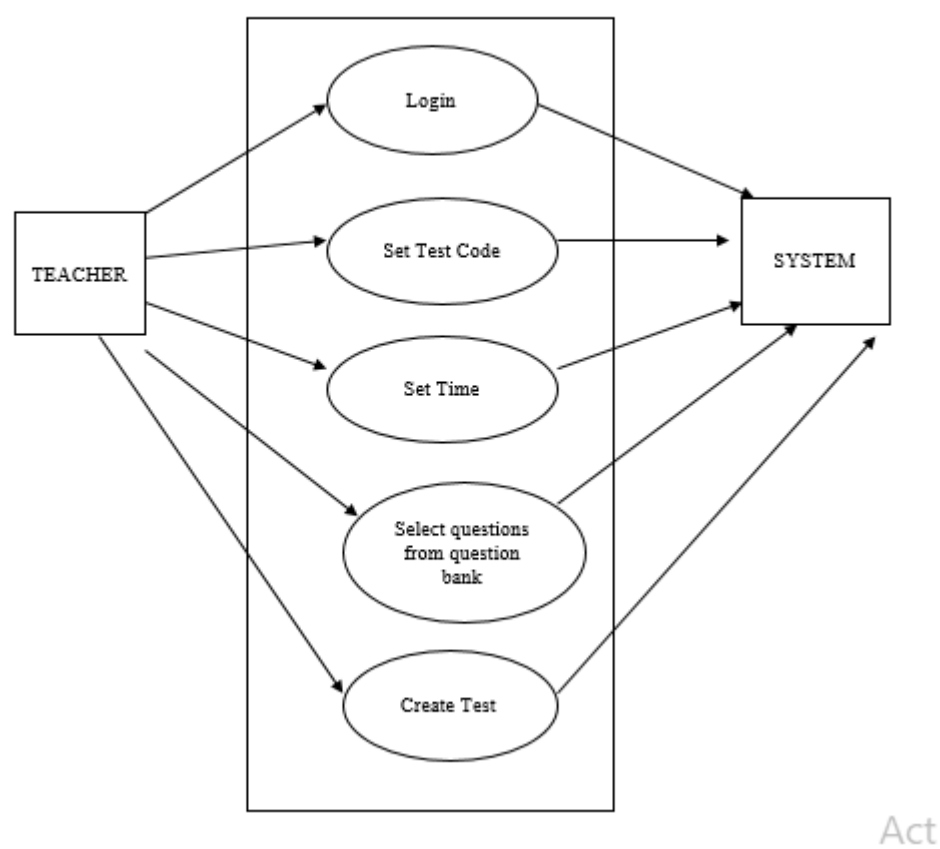 Login
Set Test Code
TEACHER
SYSTEM
Set Time
Select questions
from question
bank
Create Test
Act